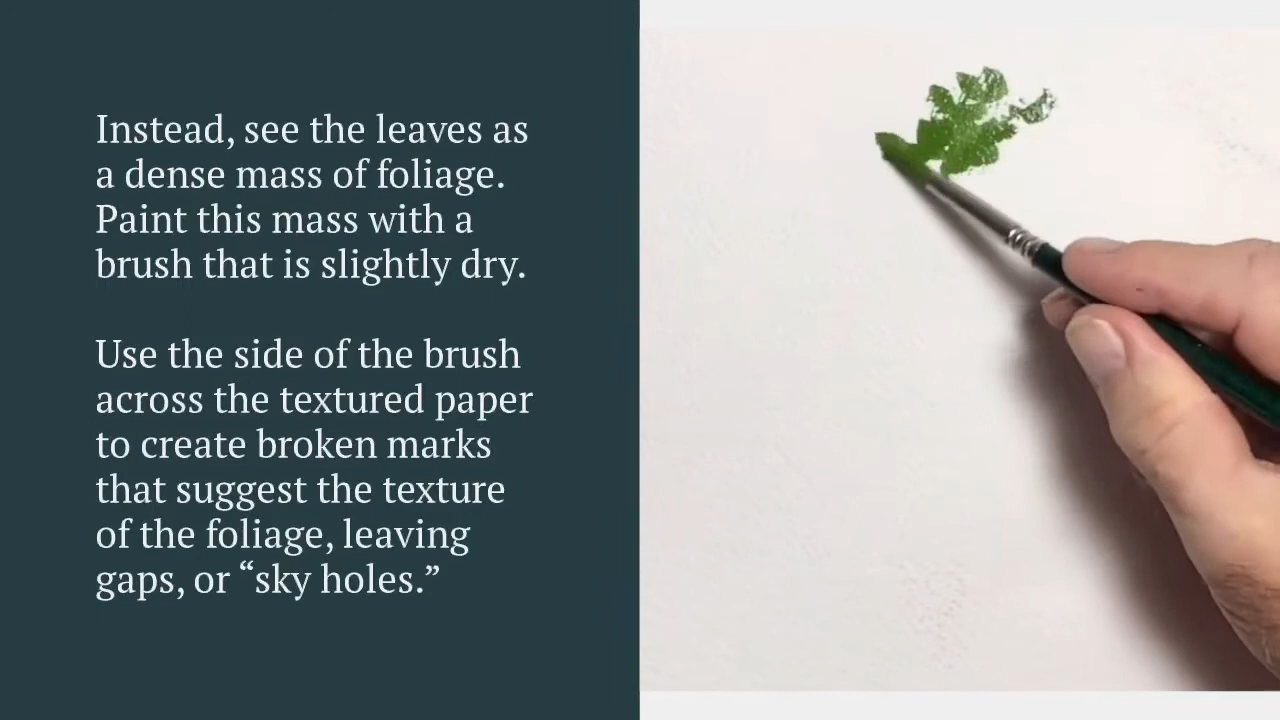 Instead, see the leaves as
a dense mass of foliage.
Paint this mass with a
brush that is slightly dry.
Use the side of the brush
across the textured paper
to create broken marks
that suggest the texture
of the foliage, leaving
gaps, or “sky holes.”